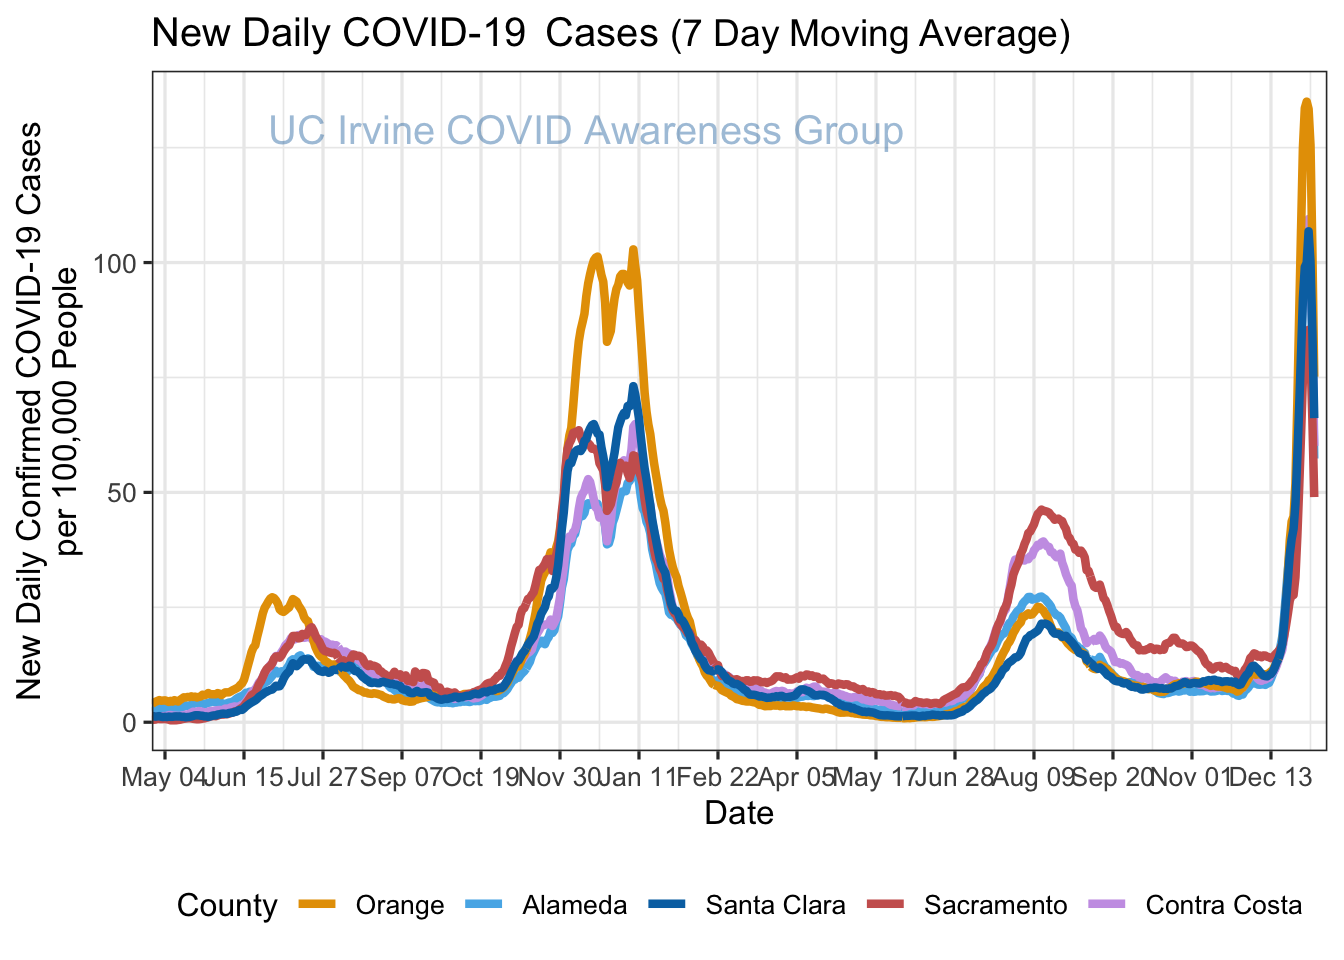 New Daily COVID-19  Cases (7 Day Moving Average)
UC Irvine COVID Awareness Group
New Daily Confirmed COVID-19 Cases
per 100,000 People
100
50
0
May 04 Jun 15 Jul 27 Sep 07 Oct 19 Nov 30 Jan 11 Feb 22 Apr 05 May 17 Jun 28 Aug 09 Sep 20 Nov 01 Dec 13
Date
County Orange Alameda Santa Clara Sacramento Contra Costa